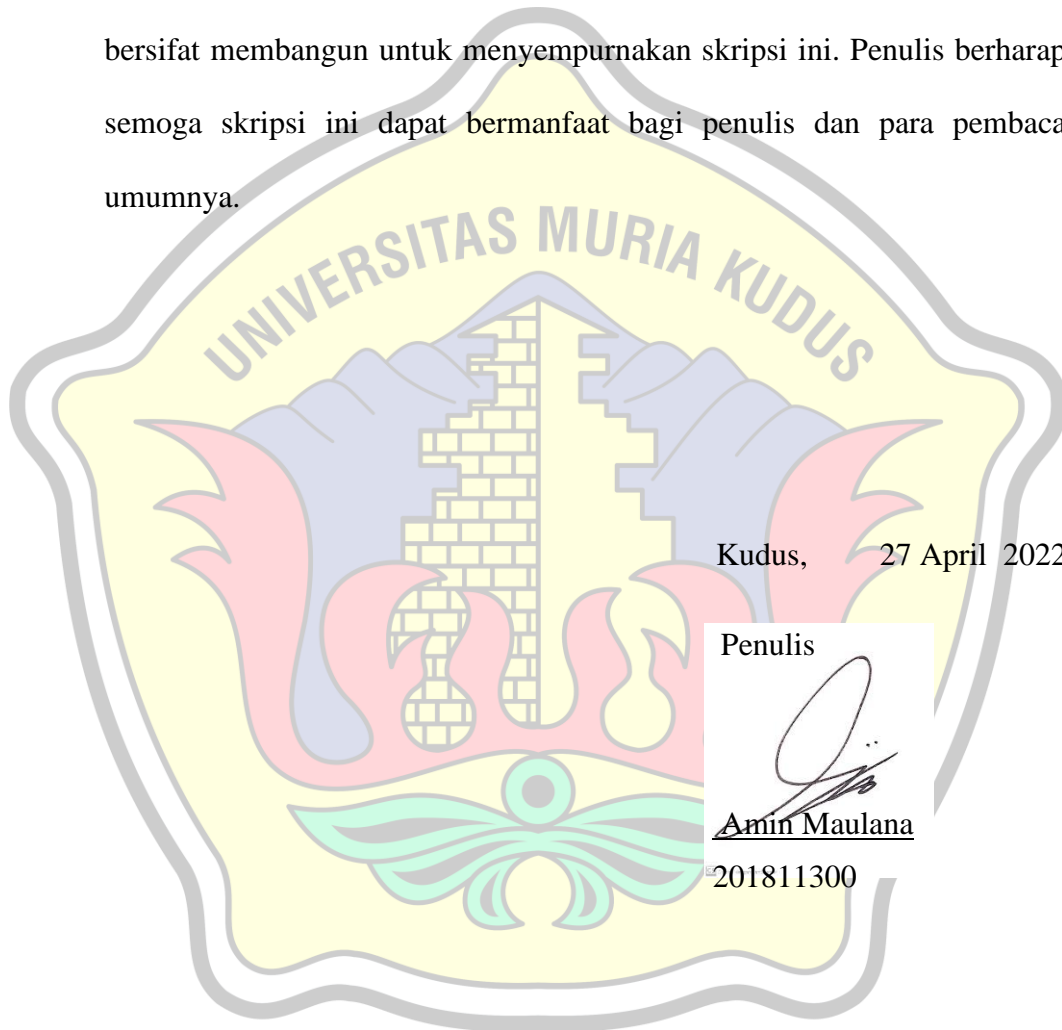 bersifat membangun untuk menyempurnakan skripsi ini. Penulis berharap
semoga skripsi ini dapat bermanfaat bagi penulis dan para pembaca
umumnya.
UNIVERSITAS MURIA KUDUS
Kudus, 27 April 2022
Penulis
Amin Maulana
201811300